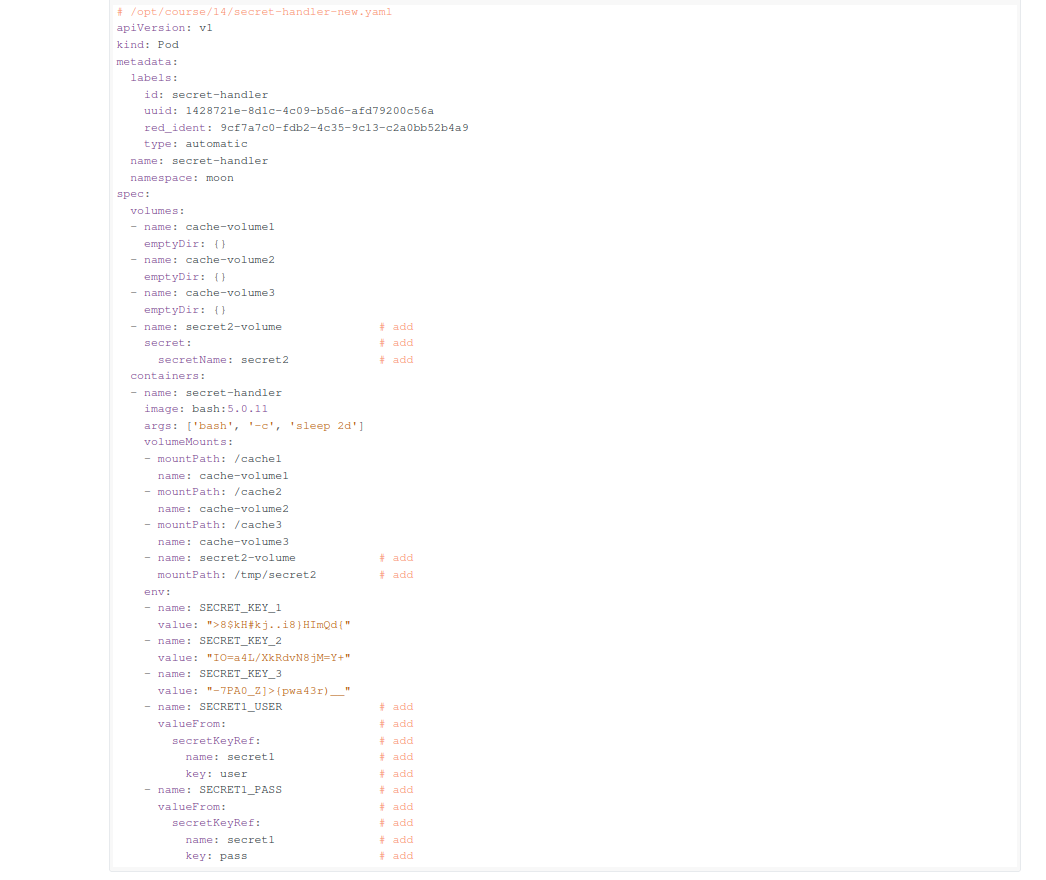 # /opt/course/14/secret-handler-new.yaml
apiVersion: v1
kind: Pod
metadata:
  labels:
    id: secret-handler
    uuid: 1428721e-8d1c-4c09-b5d6-afd79200c56a
    red_ident: 9cf7a7c0-fdb2-4c35-9c13-c2a0bb52b4a9
    type: automatic
  name: secret-handler
  namespace: moon
spec:
  volumes:
  - name: cache-volume1
    emptyDir: {}
  - name: cache-volume2
    emptyDir: {}
  - name: cache-volume3
    emptyDir: {}
  - name: secret2-volume              # add
    secret:                           # add
      secretName: secret2             # add
  containers:
  - name: secret-handler
    image: bash:5.0.11
    args: ['bash', '-c', 'sleep 2d']
    volumeMounts:
    - mountPath: /cache1
      name: cache-volume1
    - mountPath: /cache2
      name: cache-volume2
    - mountPath: /cache3
      name: cache-volume3
    - name: secret2-volume            # add
      mountPath: /tmp/secret2         # add
    env:
    - name: SECRET_KEY_1
      value: ">8$kH#kj..i8}HImQd{"
    - name: SECRET_KEY_2
      value: "IO=a4L/XkRdvN8jM=Y+"
    - name: SECRET_KEY_3
      value: "-7PA0_Z]>{pwa43r)__"
    - name: SECRET1_USER              # add
      valueFrom:                      # add
        secretKeyRef:                 # add
          name: secret1               # add
          key: user                   # add
    - name: SECRET1_PASS              # add
      valueFrom:                      # add
        secretKeyRef:                 # add
          name: secret1               # add
          key: pass                   # add